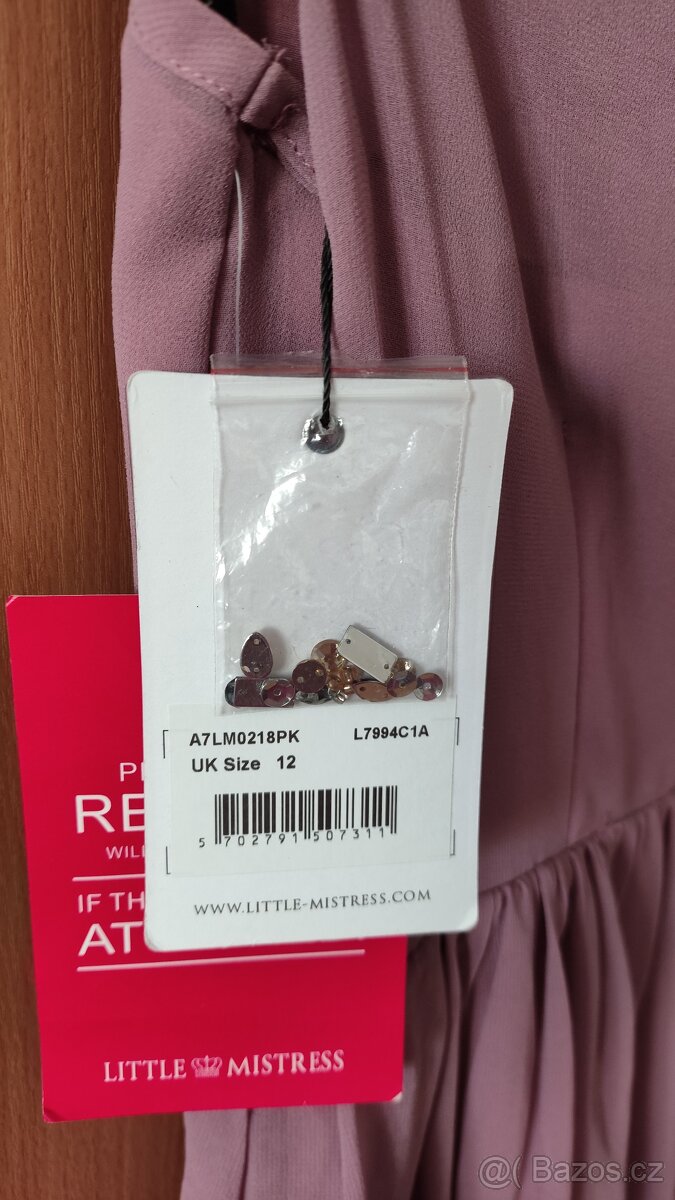 A7LM0218PK L7994C1A
UK Size 12
5 702791 507311
WWW.LITTLE-MISTRESS.COM
WILL
IF TH
AT
LITTLE MISTRESS
@( Bazos.cz